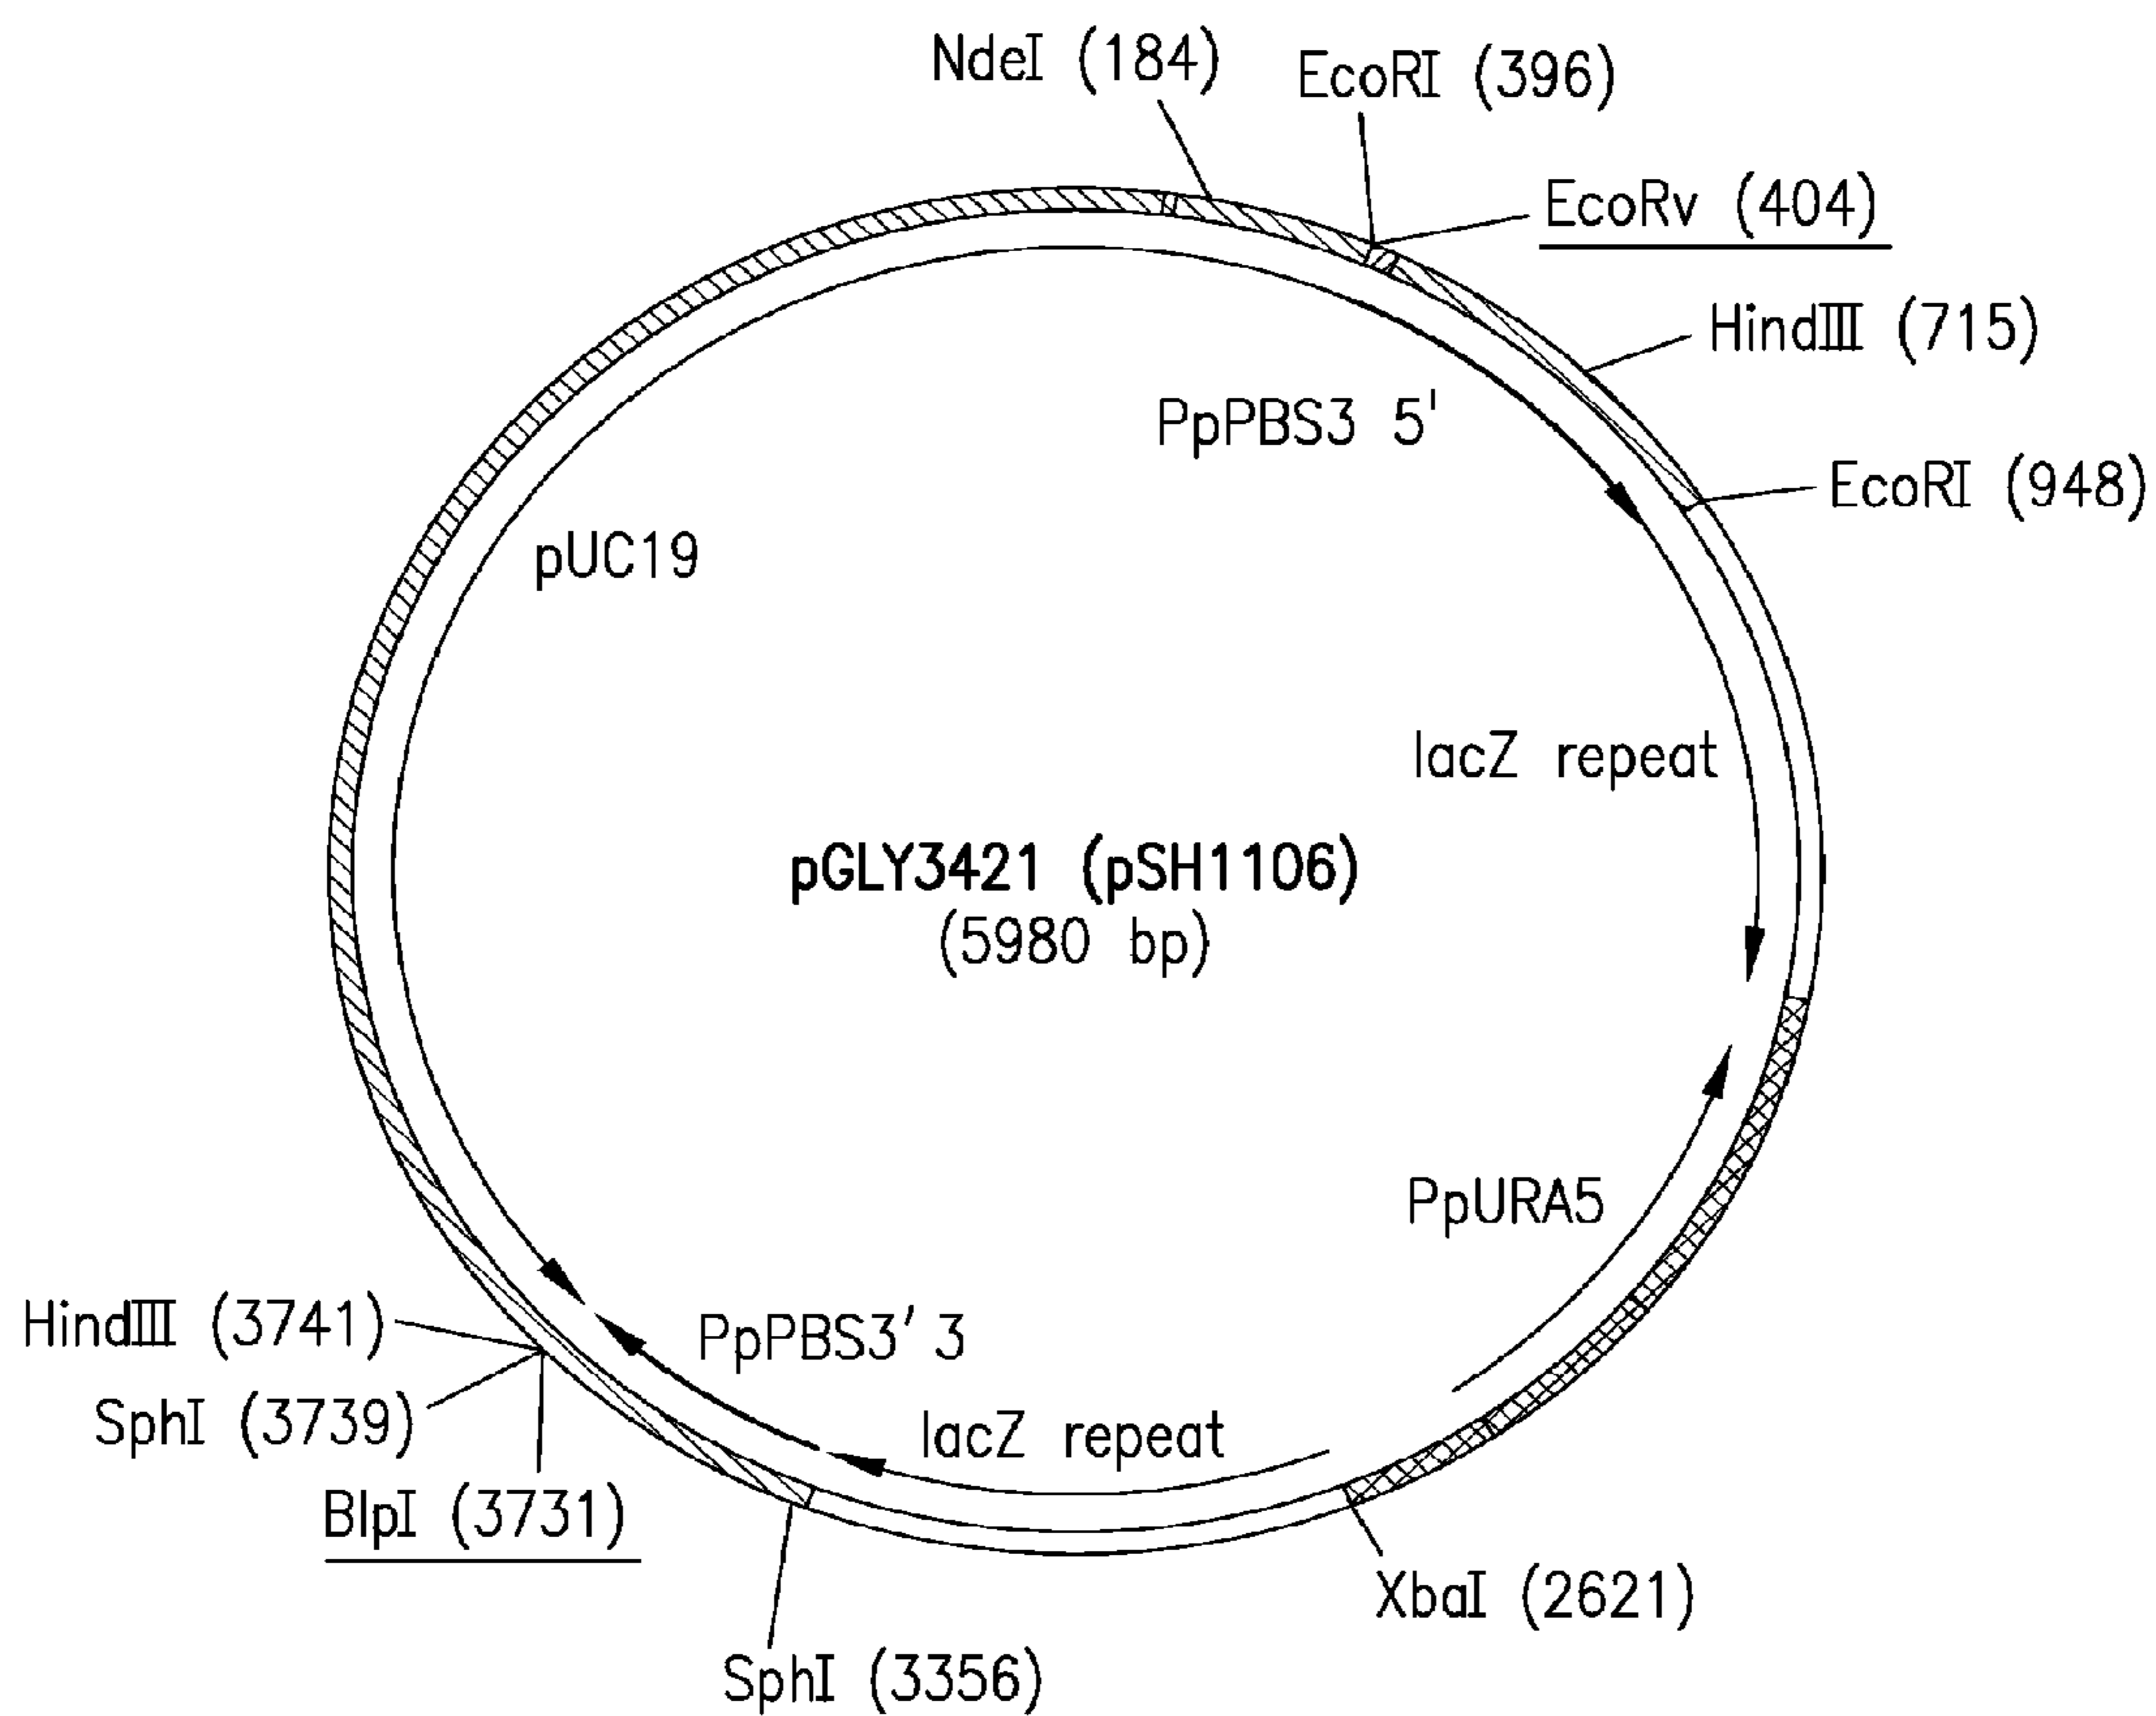 NdeI (184)
EcoRI (396)
EcoRv (404)
HindIII (715)
PpPBS3 5'
EcoRI (948)
pUC19
lacZ repeat
pGLY3421 (pSH1106)
(5980 bp)
PpURA5
HindIII (3741)
PpPBS3' 3
SphI (3739)
lacZ repeat
BlpI (3731)
XbaI (2621)
SphI (3356)